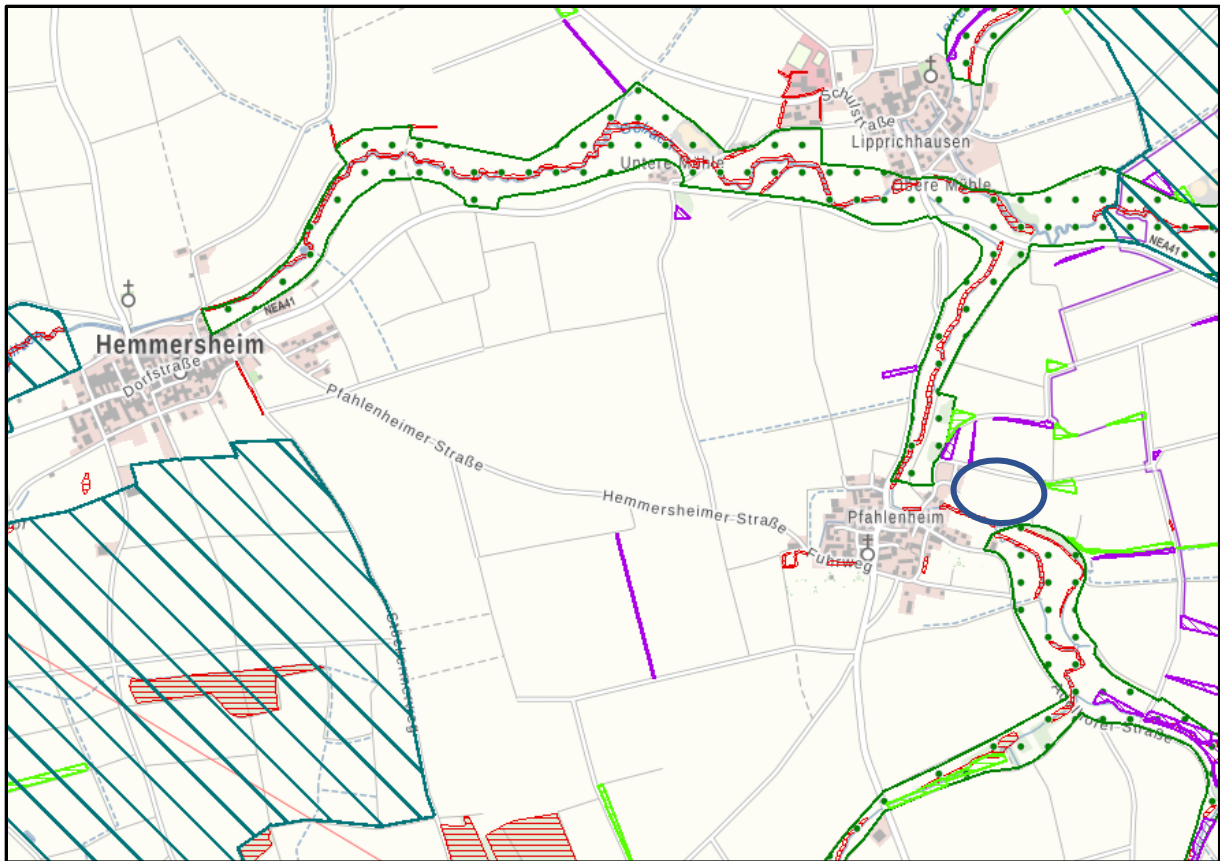 Schulstraße
Lipprichhausen
Untere Mühle
Obere Mühle
NEA41
NEA41
Hemmersheim
Dorfstraße
Pfahlenheimer Straße
Hemmersheimer Straße
Pfahlenheim
Fuhrweg